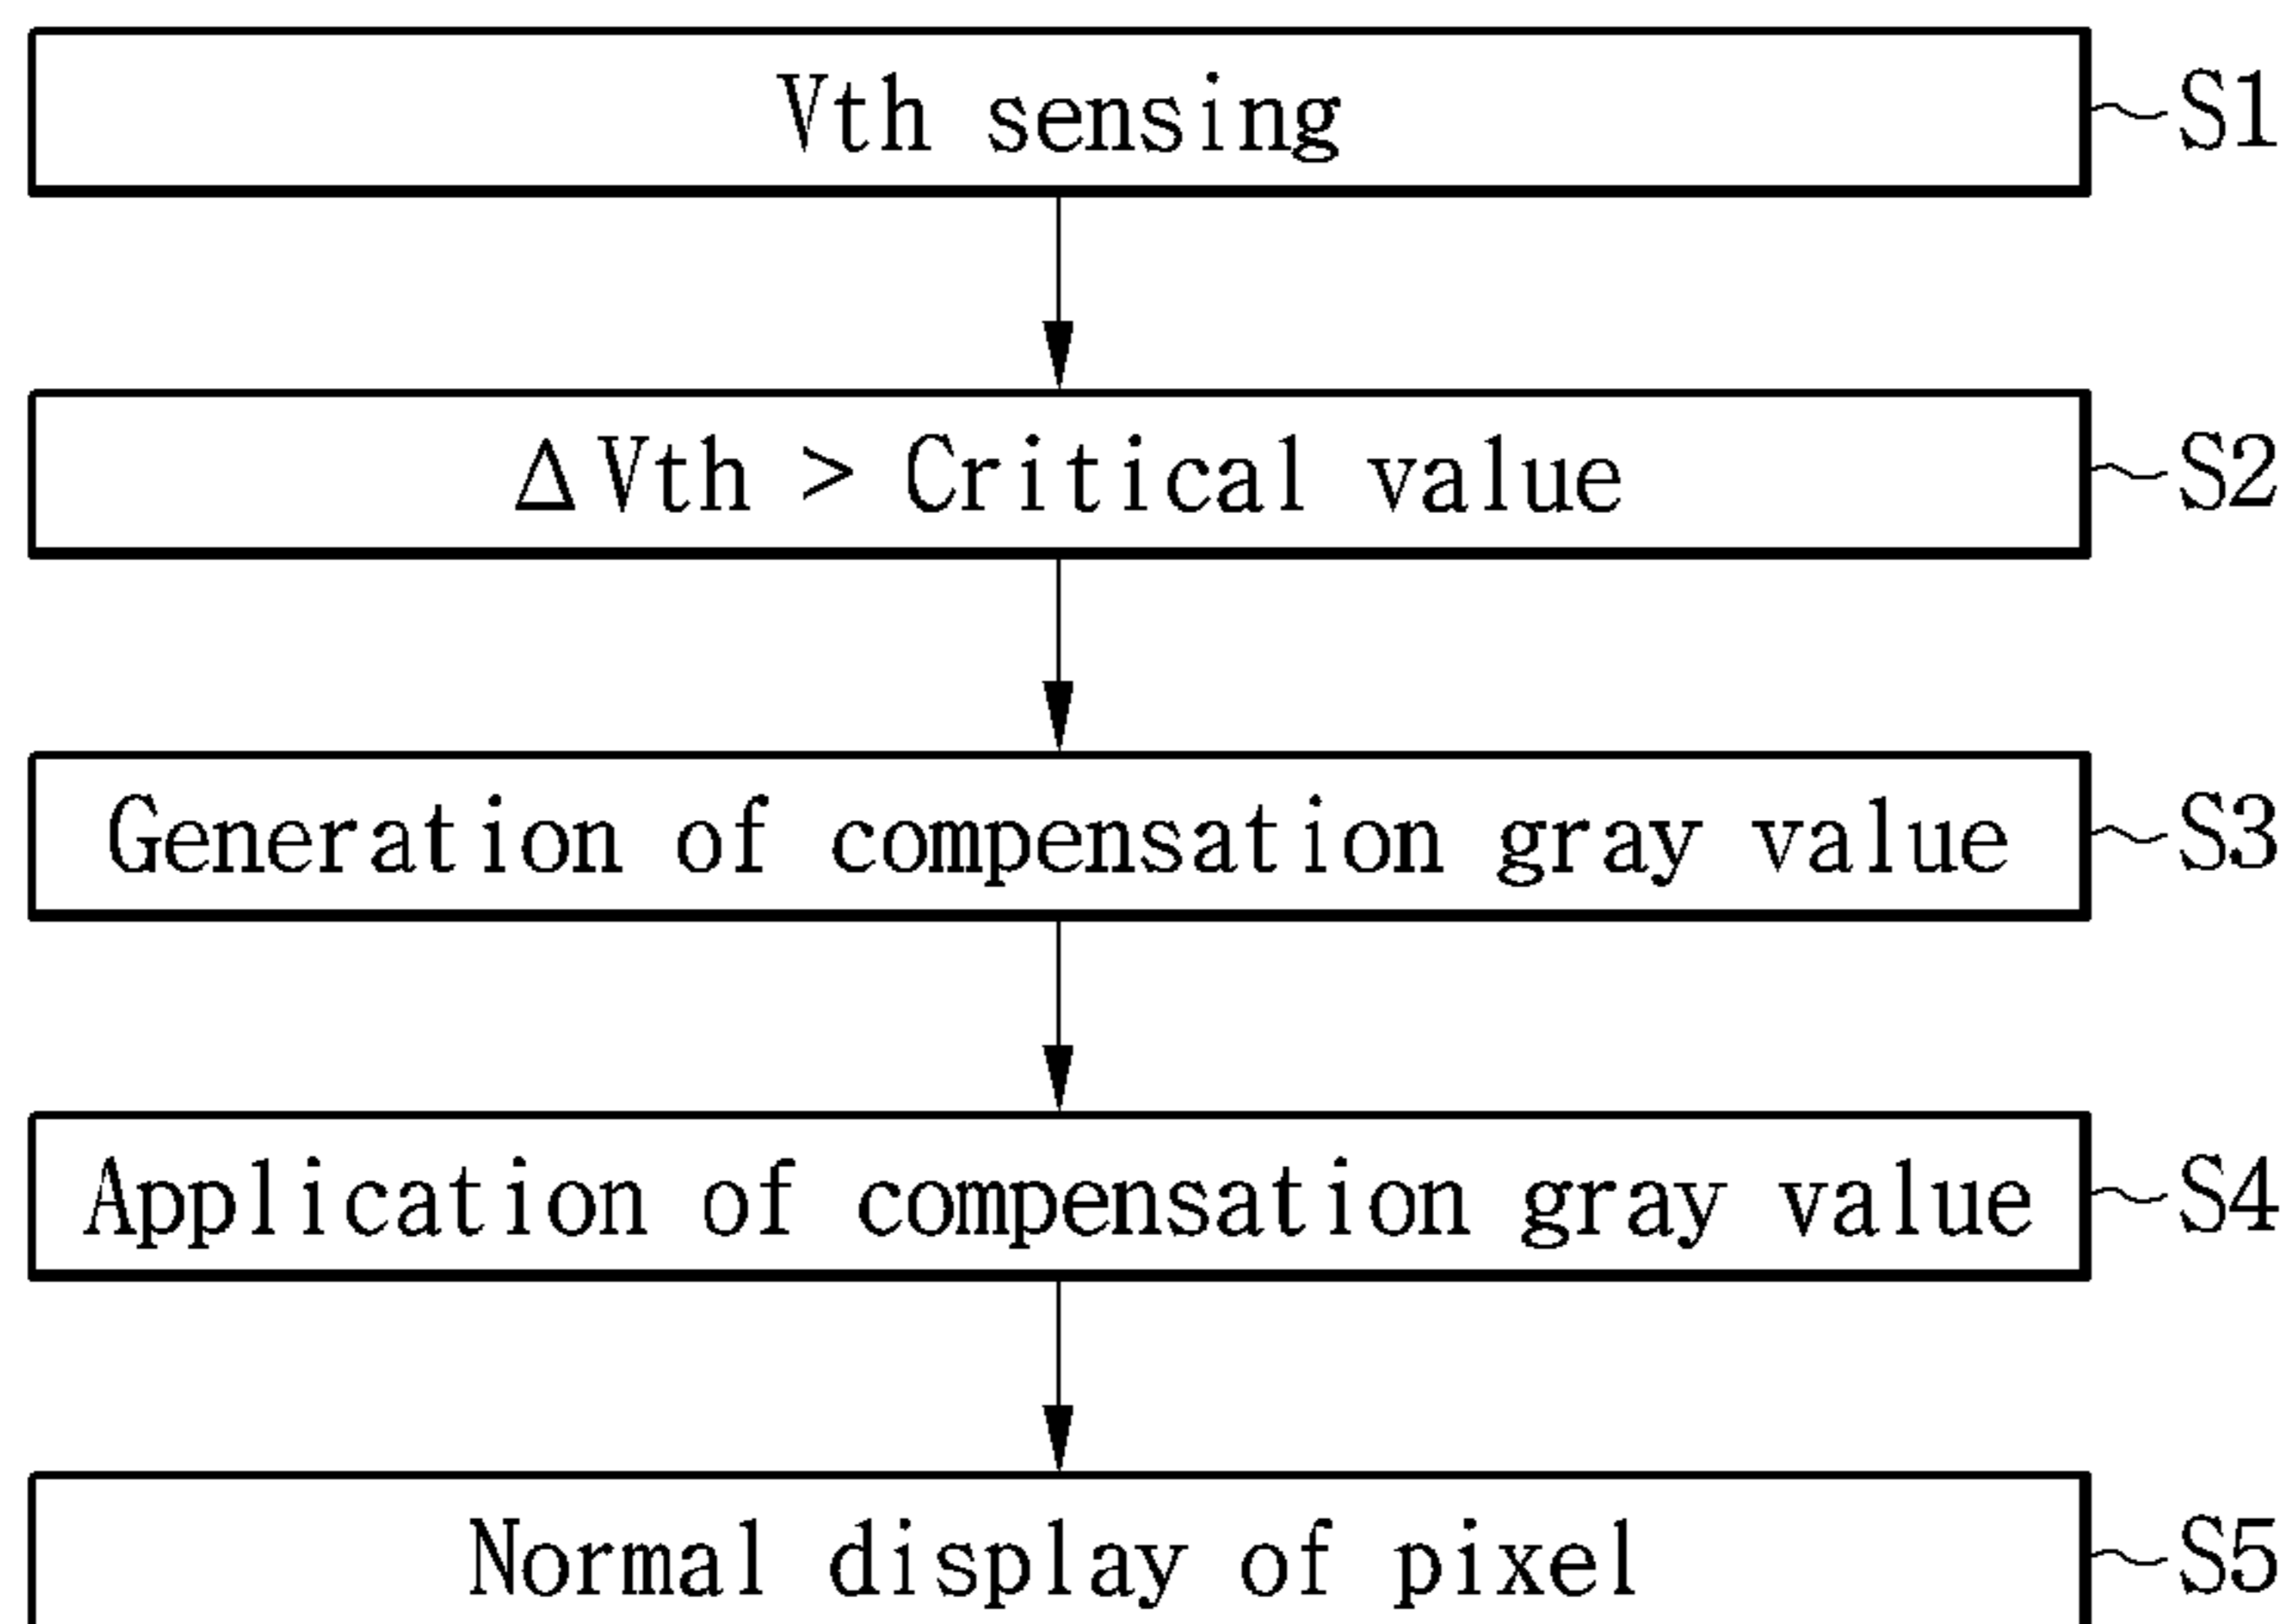 Vth sensing S1
ΔVth > Critical value S2
Generation of compensation gray value S3
Application of compensation gray value S4
Normal display of pixel S5